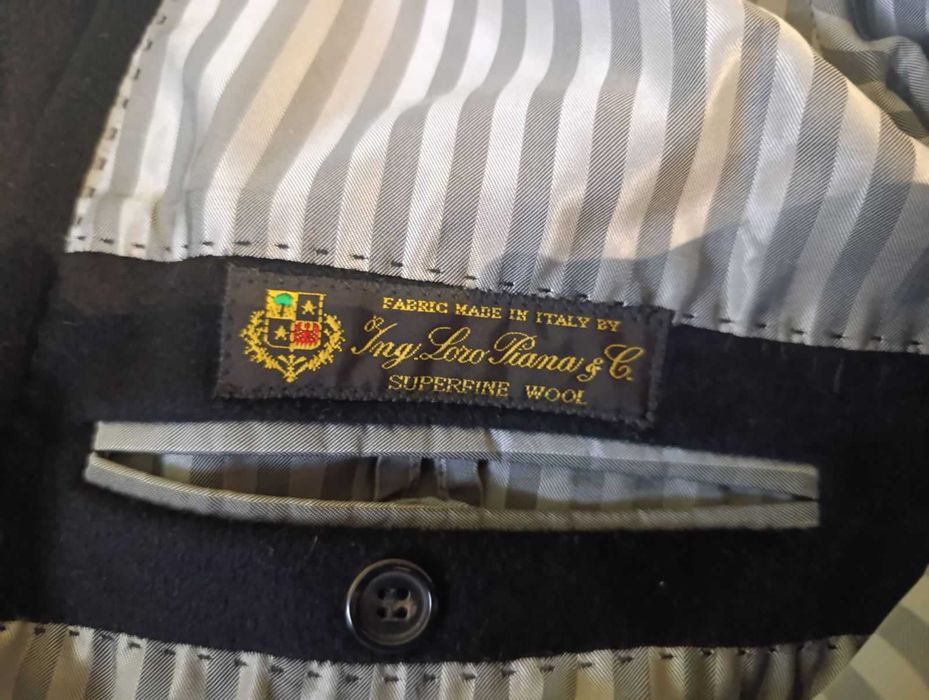 FABRIC MADE IN ITALY BY
Ing Loro Piana & C.
SUPERFINE WOOL